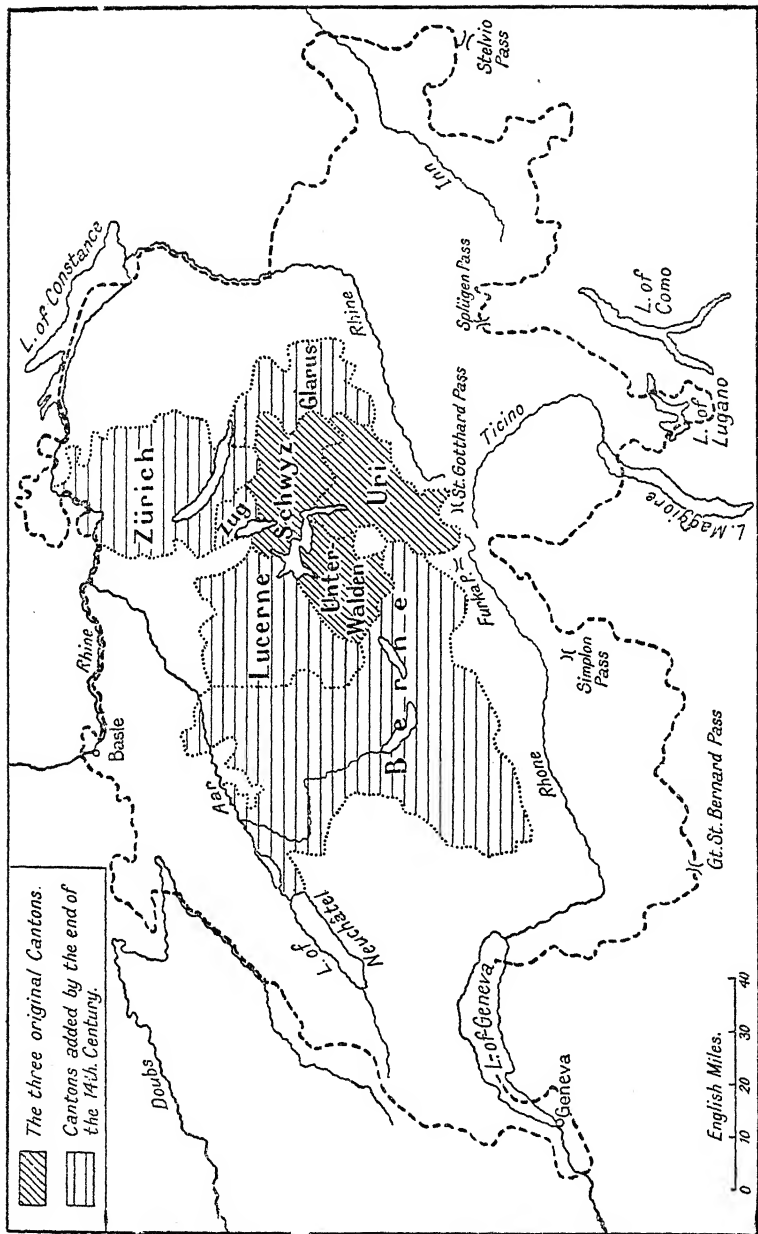 The three original Cantons.
Cantons added by the end of
the 14th. Century.
Doubs
Basle
Rhine
L. of Constance
Zürich
Aar
Lucerne
Zug
Schwyz
Glarus
Rhine
Inn
Stelvio
Pass
L. of
Neuchâtel
Unter
Walden
Uri
Berne
Furka P.
St. Gotthard Pass
Splügen Pass
Ticino
L. of
Como
L. of
Lugano
L. Maggiore
Rhone
Simplon
Pass
Gt. St. Bernard Pass
L. of Geneva
Geneva
English Miles.
0 10 20 30 40